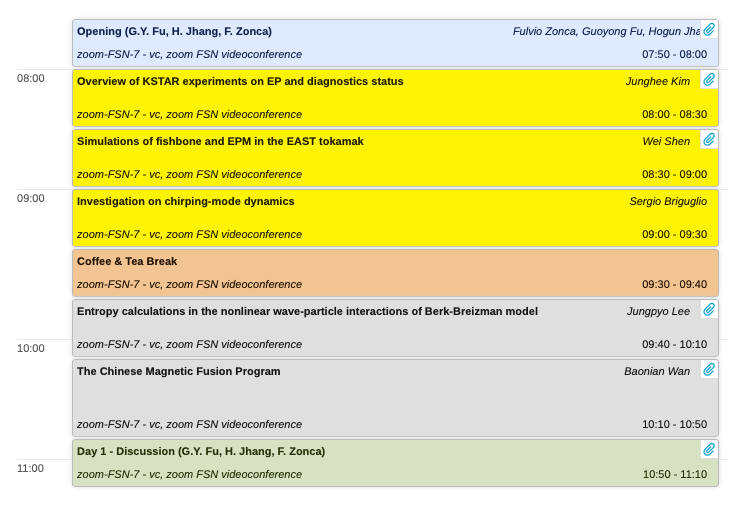 Opening (G.Y. Fu, H. Jhang, F. Zonca) Fulvio Zonca, Guoyong Fu, Hogun Jha
zoom-FSN-7 - vc, zoom FSN videoconference 07:50 - 08:00
08:00
Overview of KSTAR experiments on EP and diagnostics status Junghee Kim
zoom-FSN-7 - vc, zoom FSN videoconference 08:00 - 08:30
Simulations of fishbone and EPM in the EAST tokamak Wei Shen
zoom-FSN-7 - vc, zoom FSN videoconference 08:30 - 09:00
09:00
Investigation on chirping-mode dynamics Sergio Briguglio
zoom-FSN-7 - vc, zoom FSN videoconference 09:00 - 09:30
Coffee & Tea Break
zoom-FSN-7 - vc, zoom FSN videoconference 09:30 - 09:40
Entropy calculations in the nonlinear wave-particle interactions of Berk-Breizman model Jungpyo Lee
zoom-FSN-7 - vc, zoom FSN videoconference 09:40 - 10:10
10:00
The Chinese Magnetic Fusion Program Baonian Wan
zoom-FSN-7 - vc, zoom FSN videoconference 10:10 - 10:50
Day 1 - Discussion (G.Y. Fu, H. Jhang, F. Zonca)
11:00
zoom-FSN-7 - vc, zoom FSN videoconference 10:50 - 11:10